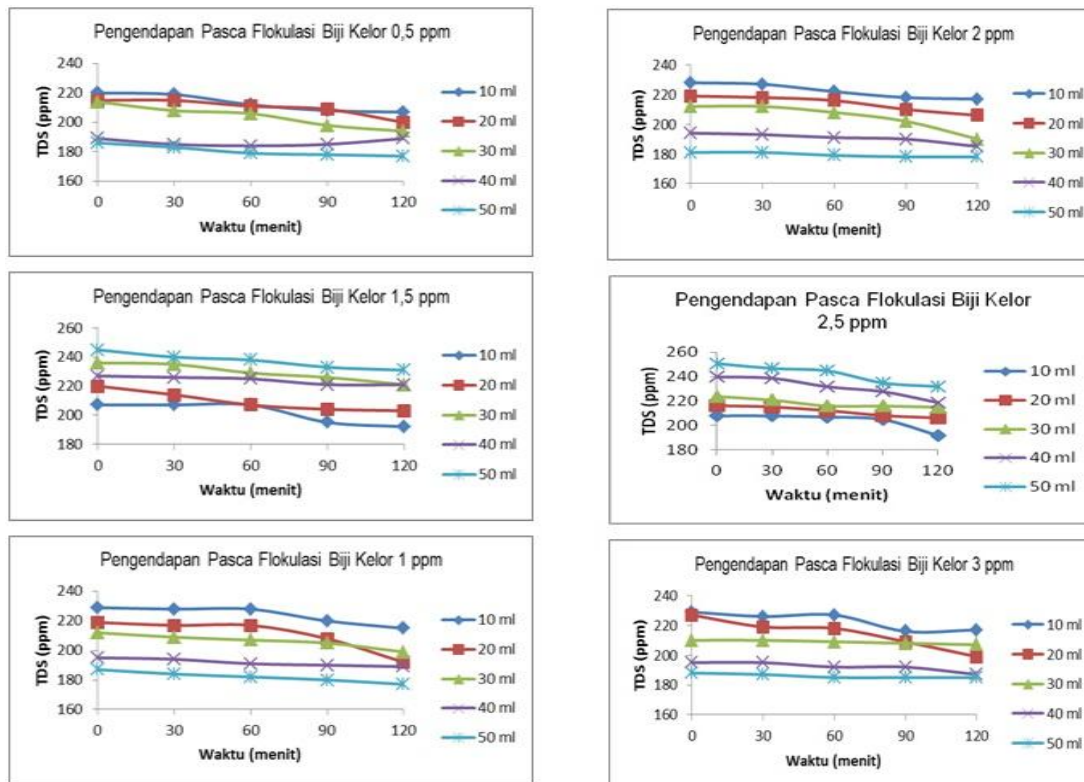 Pengendapan Pasca Flokulasi Biji Kelor 0,5 ppm
TDS (ppm)
240
220
200
180
160
0 30 60 90 120
Waktu (menit)
10 ml
20 ml
30 ml
40 ml
50 ml
Pengendapan Pasca Flokulasi Biji Kelor 2 ppm
TDS (ppm)
240
220
200
180
160
0 30 60 90 120
Waktu (menit)
10 ml
20 ml
30 ml
40 ml
50 ml
Pengendapan Pasca Flokulasi Biji Kelor 1,5 ppm
TDS (ppm)
260
240
220
200
180
0 30 60 90 120
Waktu (menit)
10 ml
20 ml
30 ml
40 ml
50 ml
Pengendapan Pasca Flokulasi Biji Kelor
2,5 ppm
TDS (ppm)
260
240
220
200
180
0 30 60 90 120
Waktu (menit)
10 ml
20 ml
30 ml
40 ml
50 ml
Pengendapan Pasca Flokulasi Biji Kelor 1 ppm
TDS (ppm)
240
220
200
180
160
0 30 60 90 120
Waktu (menit)
10 ml
20 ml
30 ml
40 ml
50 ml
Pengendapan Pasca Flokulasi Biji Kelor 3 ppm
TDS (ppm)
240
220
200
180
160
0 30 60 90 120
Waktu (menit)
10 ml
20 ml
30 ml
40 ml
50 ml